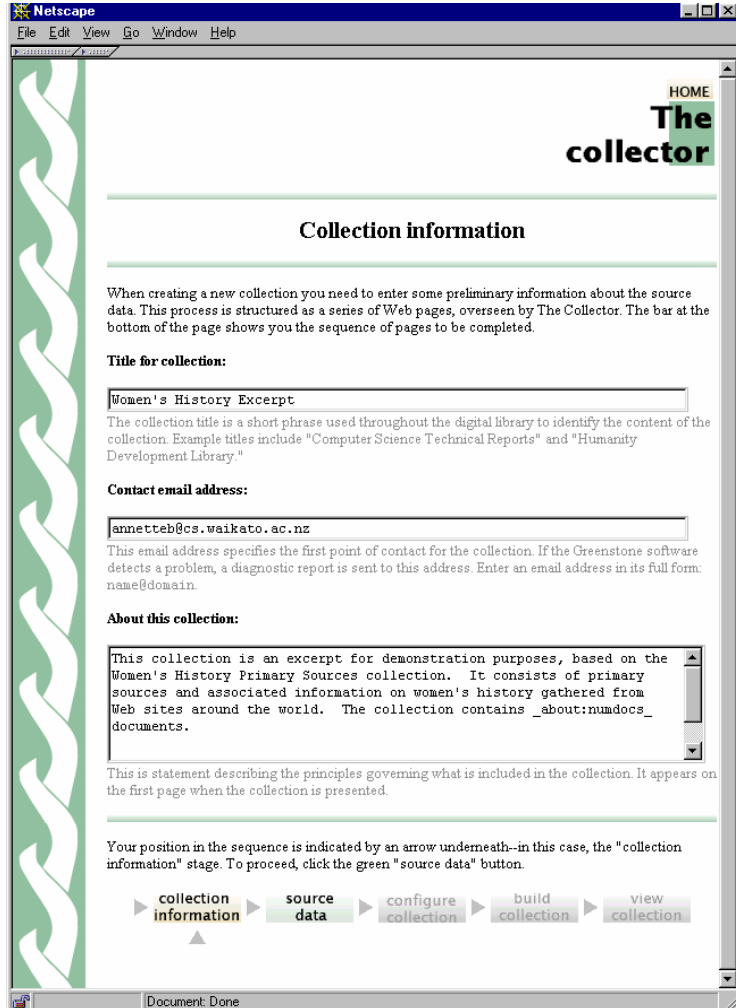 Netscape
File Edit View Go Window Help
HOME
The
collector
Collection information
When creating a new collection you need to enter some preliminary information about the source
data. This process is structured as a series of Web pages, overseen by The Collector. The bar at the
bottom of the page shows you the sequence of pages to be completed.
Title for collection:
Women's History Excerpt
The collection title is a short phrase used throughout the digital library to identify the content of the
collection. Example titles include "Computer Science Technical Reports" and "Humanity
Development Library."
Contact email address:
annetteb@cs.waikato.ac.nz
This email address specifies the first point of contact for the collection. If the Greenstone software
detects a problem, a diagnostic report is sent to this address. Enter an email address in its full form:
name@domain.
About this collection:
This collection is an excerpt for demonstration purposes, based on the
Women's History Primary Sources collection. It consists of primary
sources and associated information on women's history gathered from
Web sites around the world. The collection contains _about:numdocs_
documents.
This is statement describing the principles governing what is included in the collection. It appears on
the first page when the collection is presented.
Your position in the sequence is indicated by an arrow underneath--in this case, the "collection
information" stage. To proceed, click the green "source data" button.
collection information source data configure collection build collection view collection
Document: Done